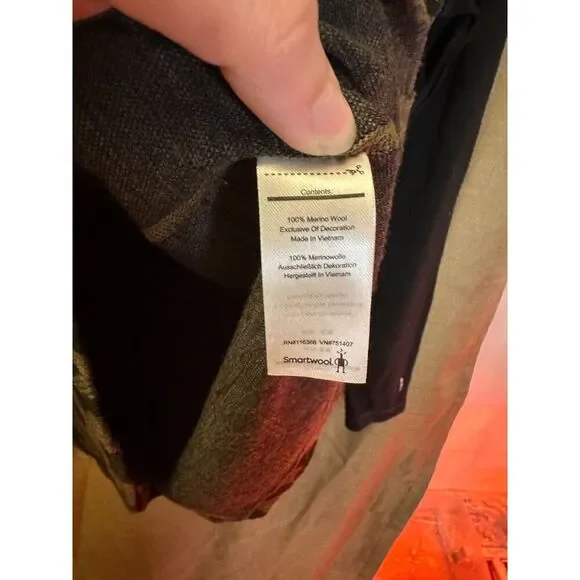 Contents:
100% Merino Wool
Exclusive Of Decoration
Made In Vietnam
100% Merinowolle
Ausschließlich Dekoration
Hergestellt In Vietnam
RN#116388 VN#751407
Smartwool